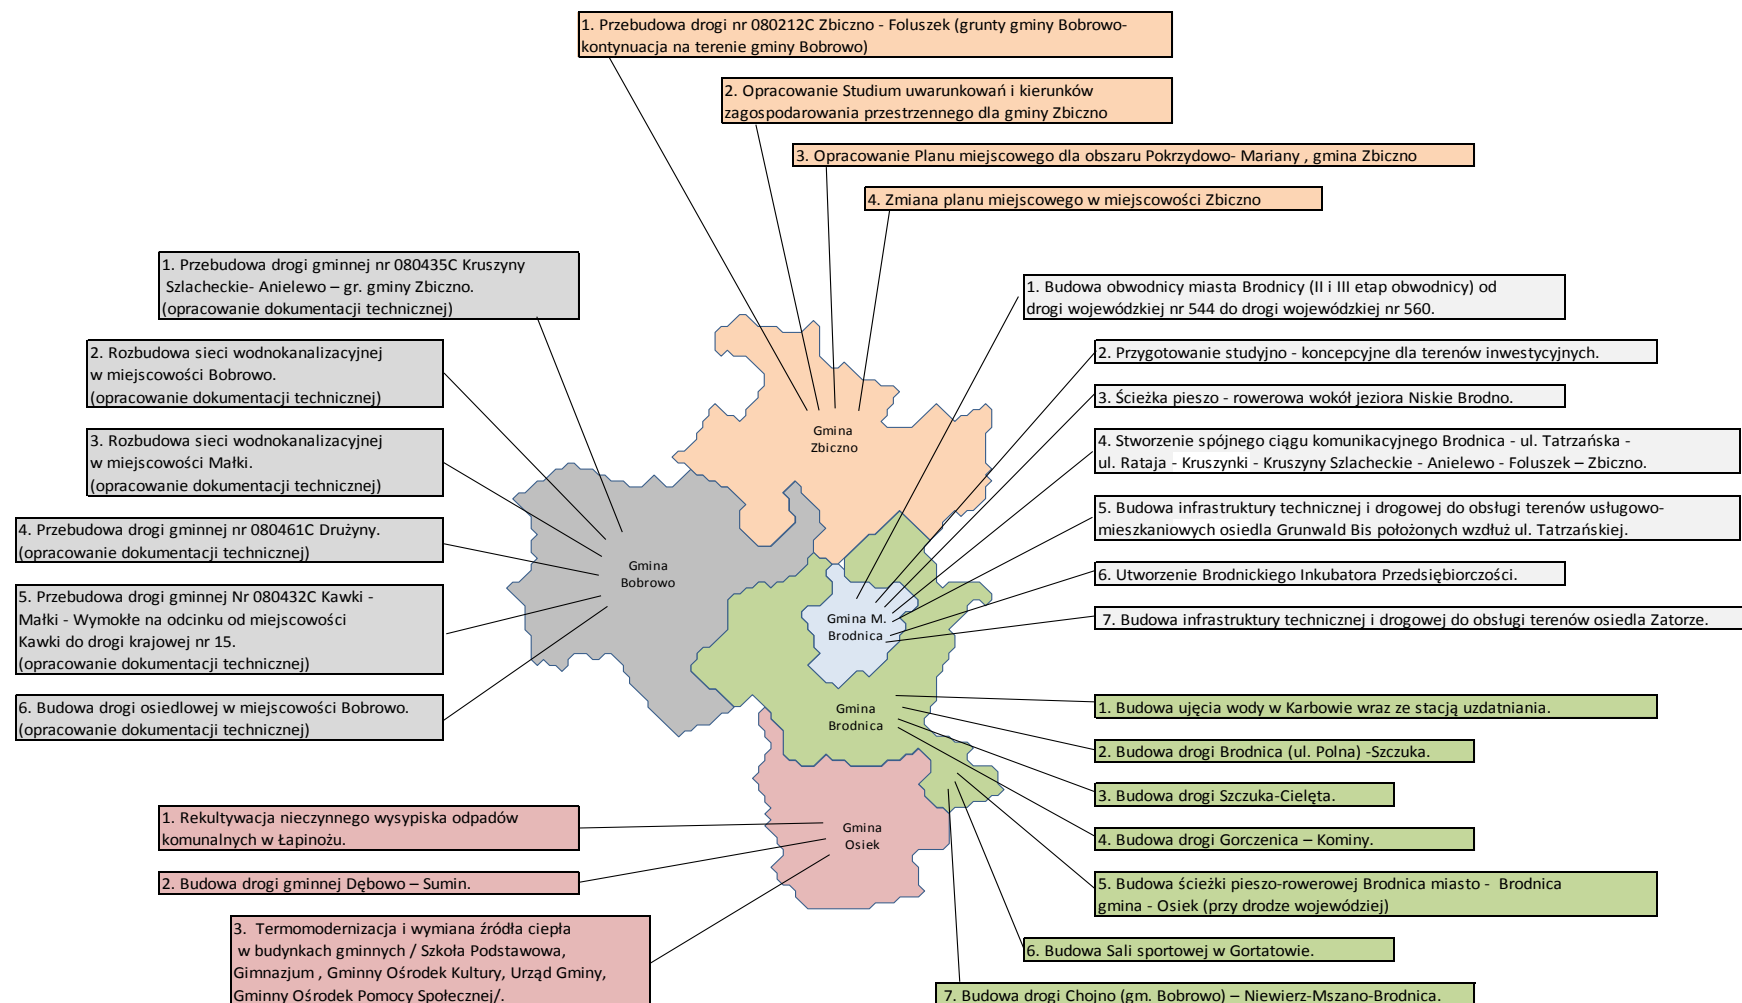 1. Przebudowa drogi nr 080212C Zbiczno - Foluszek (grunty gminy Bobrowo-
kontynuacja na terenie gminy Bobrowo)
2. Opracowanie Studium uwarunkowań i kierunków
zagospodarowania przestrzennego dla gminy Zbiczno
3. Opracowanie Planu miejscowego dla obszaru Pokrzydowo- Mariany , gmina Zbiczno
4. Zmiana planu miejscowego w miejscowości Zbiczno
1. Przebudowa drogi gminnej nr 080435C Kruszyny
Szlacheckie- Anielewo – gr. gminy Zbiczno.
(opracowanie dokumentacji technicznej)
2. Rozbudowa sieci wodnokanalizacyjnej
w miejscowości Bobrowo.
(opracowanie dokumentacji technicznej)
3. Rozbudowa sieci wodnokanalizacyjnej
w miejscowości Małki.
(opracowanie dokumentacji technicznej)
4. Przebudowa drogi gminnej nr 080461C Drużyny.
(opracowanie dokumentacji technicznej)
5. Przebudowa drogi gminnej Nr 080432C Kawki -
Małki - Wymokłe na odcinku od miejscowości
Kawki do drogi krajowej nr 15.
(opracowanie dokumentacji technicznej)
6. Budowa drogi osiedlowej w miejscowości Bobrowo.
(opracowanie dokumentacji technicznej)
Gmina
Zbiczno
Gmina
Bobrowo
Gmina M.
Brodnica
Gmina
Brodnica
Gmina
Osiek
1. Budowa obwodnicy miasta Brodnicy (II i III etap obwodnicy) od
drogi wojewódzkiej nr 544 do drogi wojewódzkiej nr 560.
2. Przygotowanie studyjno - koncepcyjne dla terenów inwestycyjnych.
3. Ścieżka pieszo - rowerowa wokół jeziora Niskie Brodno.
4. Stworzenie spójnego ciągu komunikacyjnego Brodnica - ul. Tatrzańska -
ul. Rataja - Kruszynki - Kruszyny Szlacheckie - Anielewo - Foluszek – Zbiczno.
5. Budowa infrastruktury technicznej i drogowej do obsługi terenów usługowo-
mieszkaniowych osiedla Grunwald Bis położonych wzdłuż ul. Tatrzańskiej.
6. Utworzenie Brodnickiego Inkubatora Przedsiębiorczości.
7. Budowa infrastruktury technicznej i drogowej do obsługi terenów osiedla Zatorze.
1. Budowa ujęcia wody w Karbowie wraz ze stacją uzdatniania.
2. Budowa drogi Brodnica (ul. Polna) -Szczuka.
3. Budowa drogi Szczuka-Cielęta.
4. Budowa drogi Gorczenica – Kominy.
5. Budowa ścieżki pieszo-rowerowej Brodnica miasto - Brodnica
gmina - Osiek (przy drodze wojewódziej)
6. Budowa Sali sportowej w Gortatowie.
7. Budowa drogi Chojno (gm. Bobrowo) – Niewierz-Mszano-Brodnica.
1. Rekultywacja nieczynnego wysypiska odpadów
komunalnych w Łapinożu.
2. Budowa drogi gminnej Dębowo – Sumin.
3. Termomodernizacja i wymiana źródła ciepła
w budynkach gminnych / Szkoła Podstawowa,
Gimnazjum , Gminny Ośrodek Kultury, Urząd Gminy,
Gminny Ośrodek Pomocy Społecznej/.